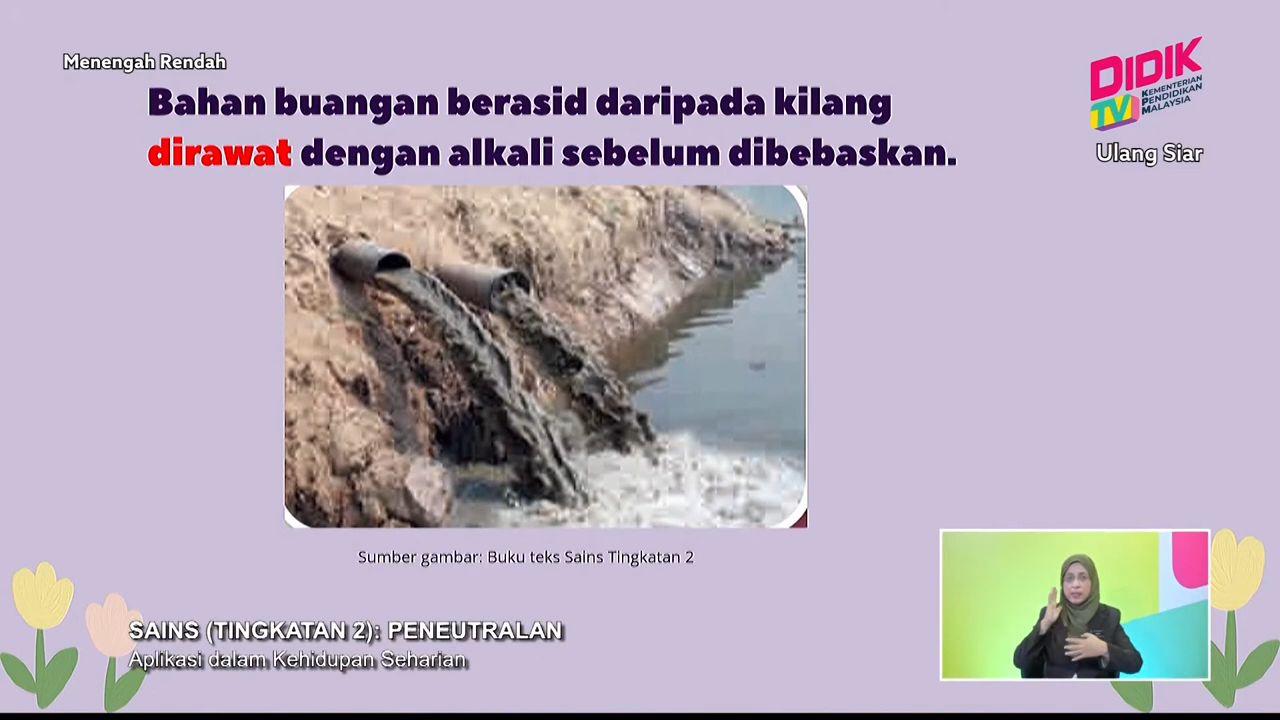 Menengah Rendah
Bahan buangan berasid daripada kilang
dirawat dengan alkali sebelum dibebaskan.
DIDIK
TV
KEMENTERIAN
PENDIDIKAN
MALAYSIA
Ulang Siar
Sumber gambar: Buku teks Sains Tingkatan 2
SAINS (TINGKATAN 2): PENEUTRALAN
Aplikasi dalam Kehidupan Seharian